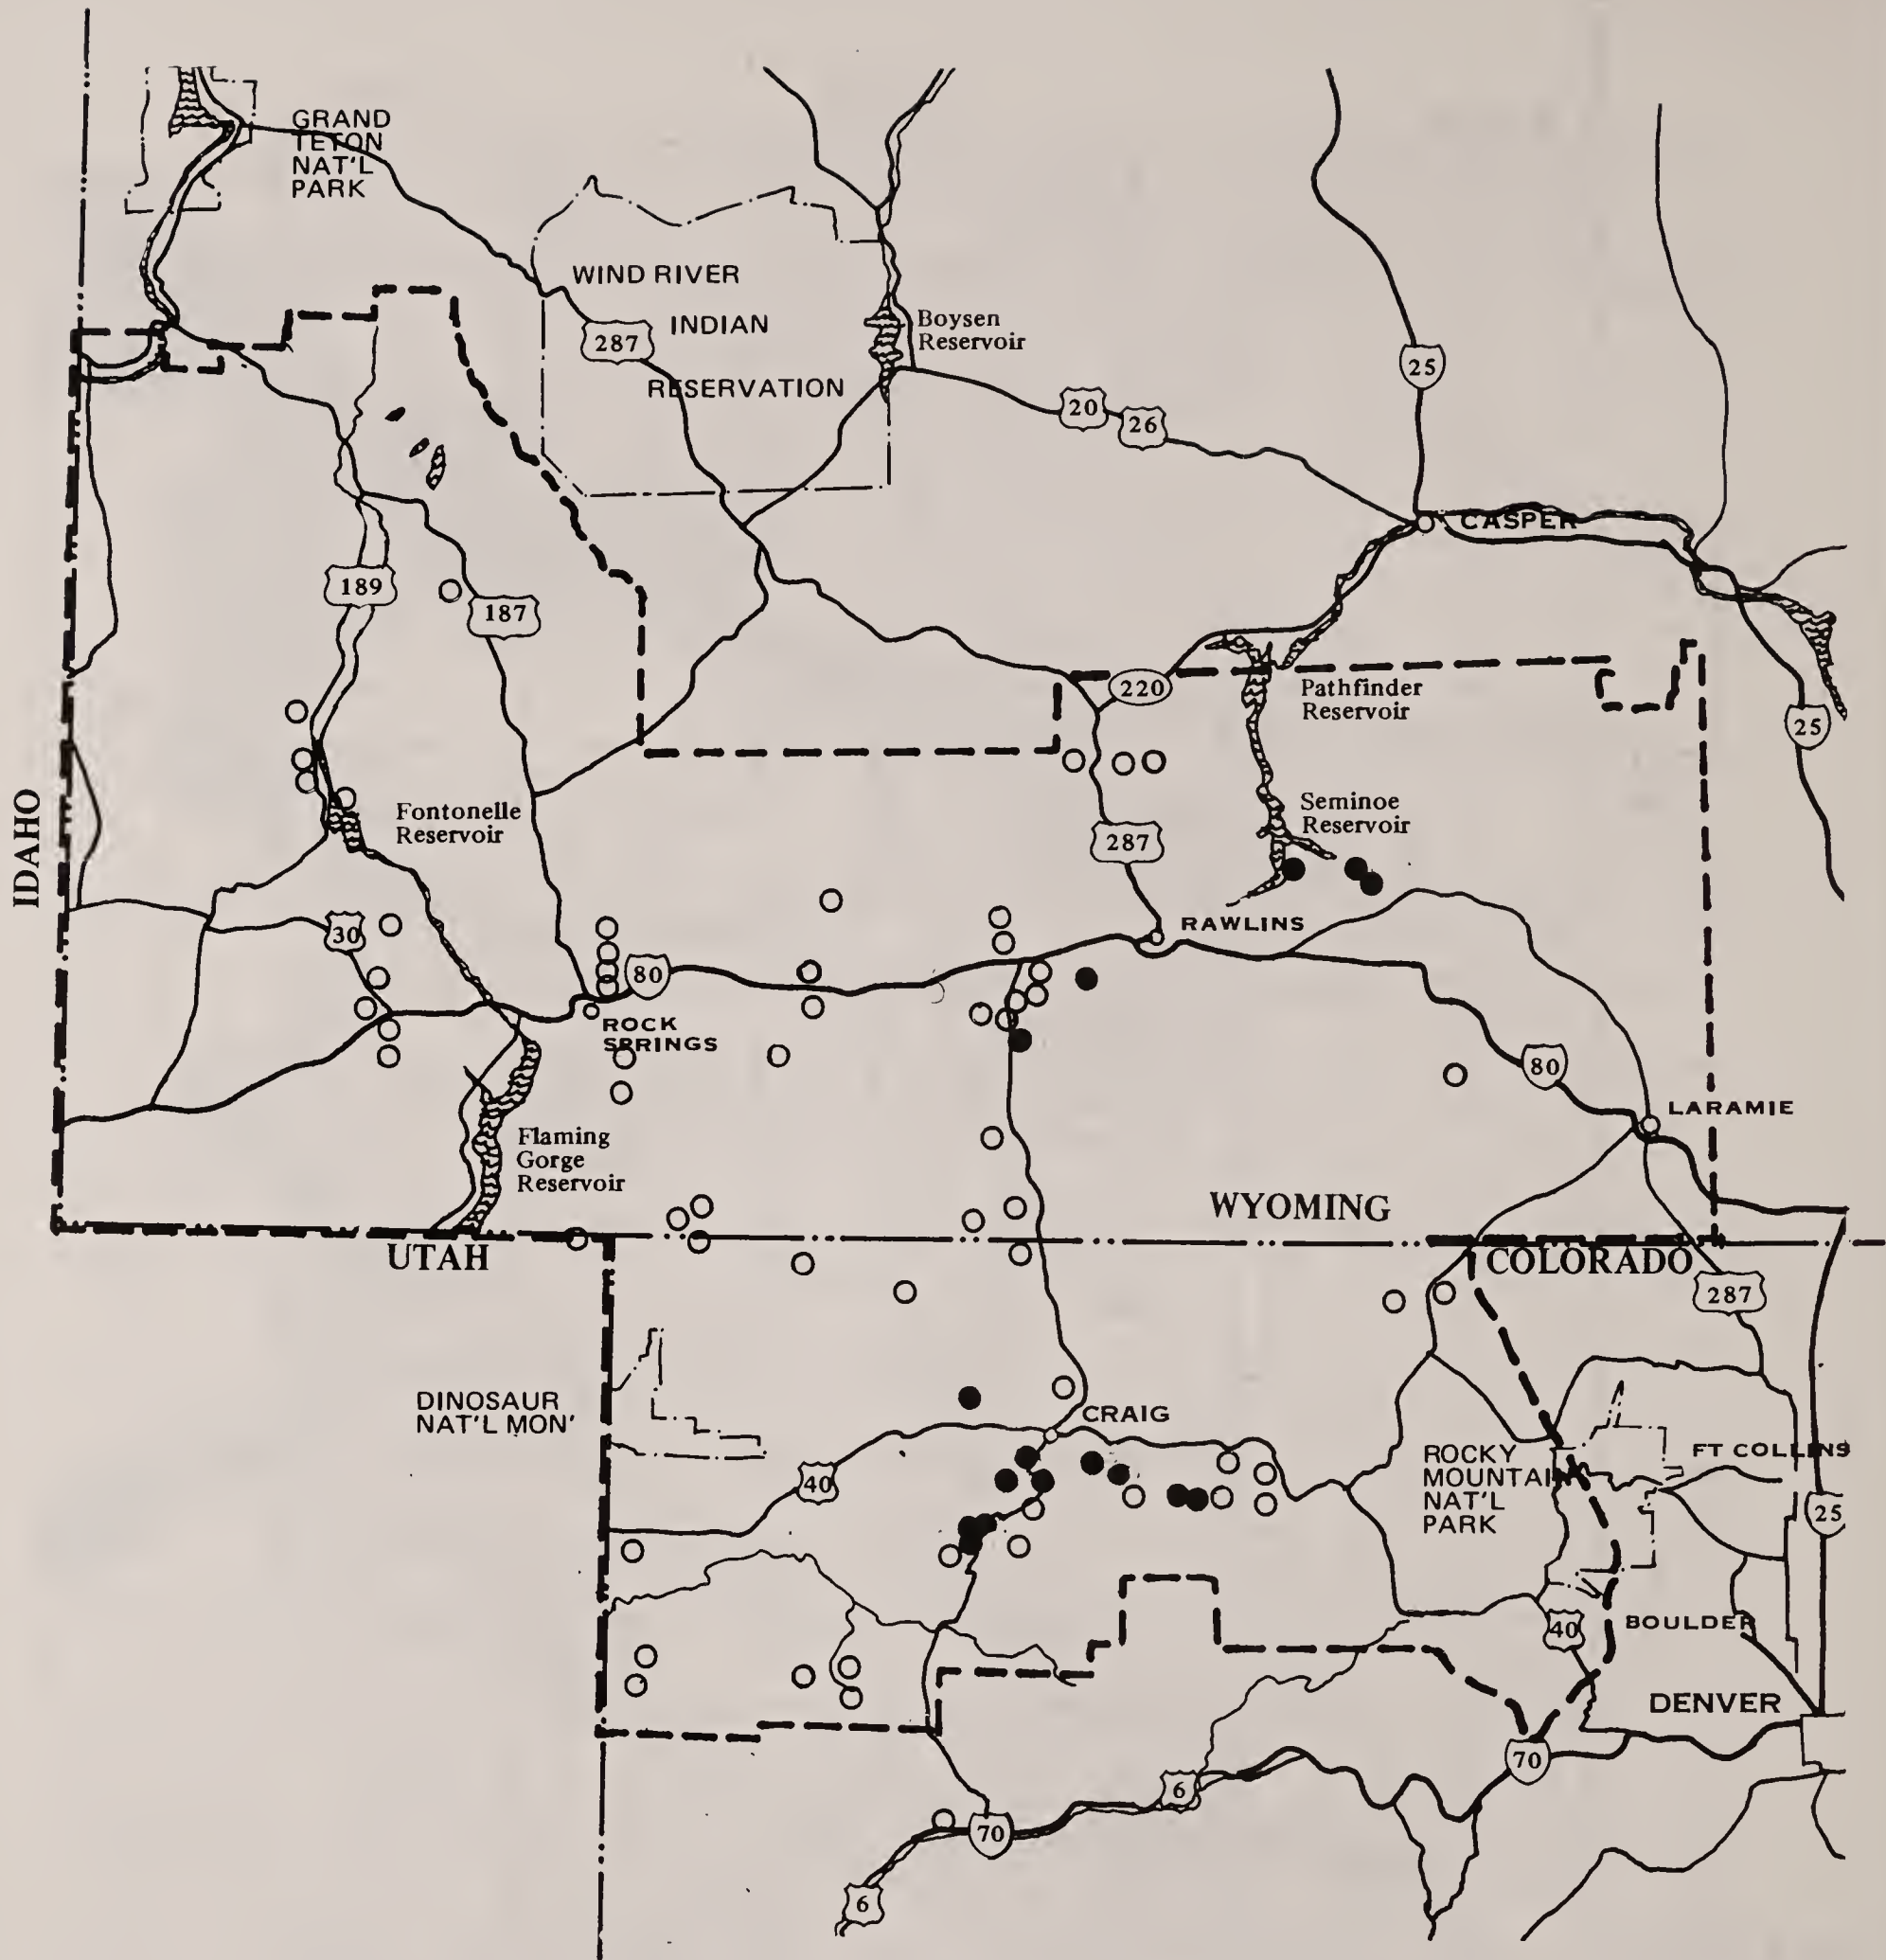 GRAND
TETON
NAT'L
PARK
WIND RIVER
INDIAN
RESERVATION
287
Boysen
Reservoir
25
20
26
CASPER
189
187
220
Pathfinder
Reservoir
25
IDAHO
Fontonelle
Reservoir
Seminoe
Reservoir
287
RAWLINS
30
80
ROCK
SPRINGS
80
LARAMIE
Flaming
Gorge
Reservoir
WYOMING
UTAH
COLORADO
287
DINOSAUR
NAT'L MON'
CRAIG
40
ROCKY
MOUNTAIN
NAT'L
PARK
FT COLLINS
25
40
BOULDER
DENVER
70
6
70
6